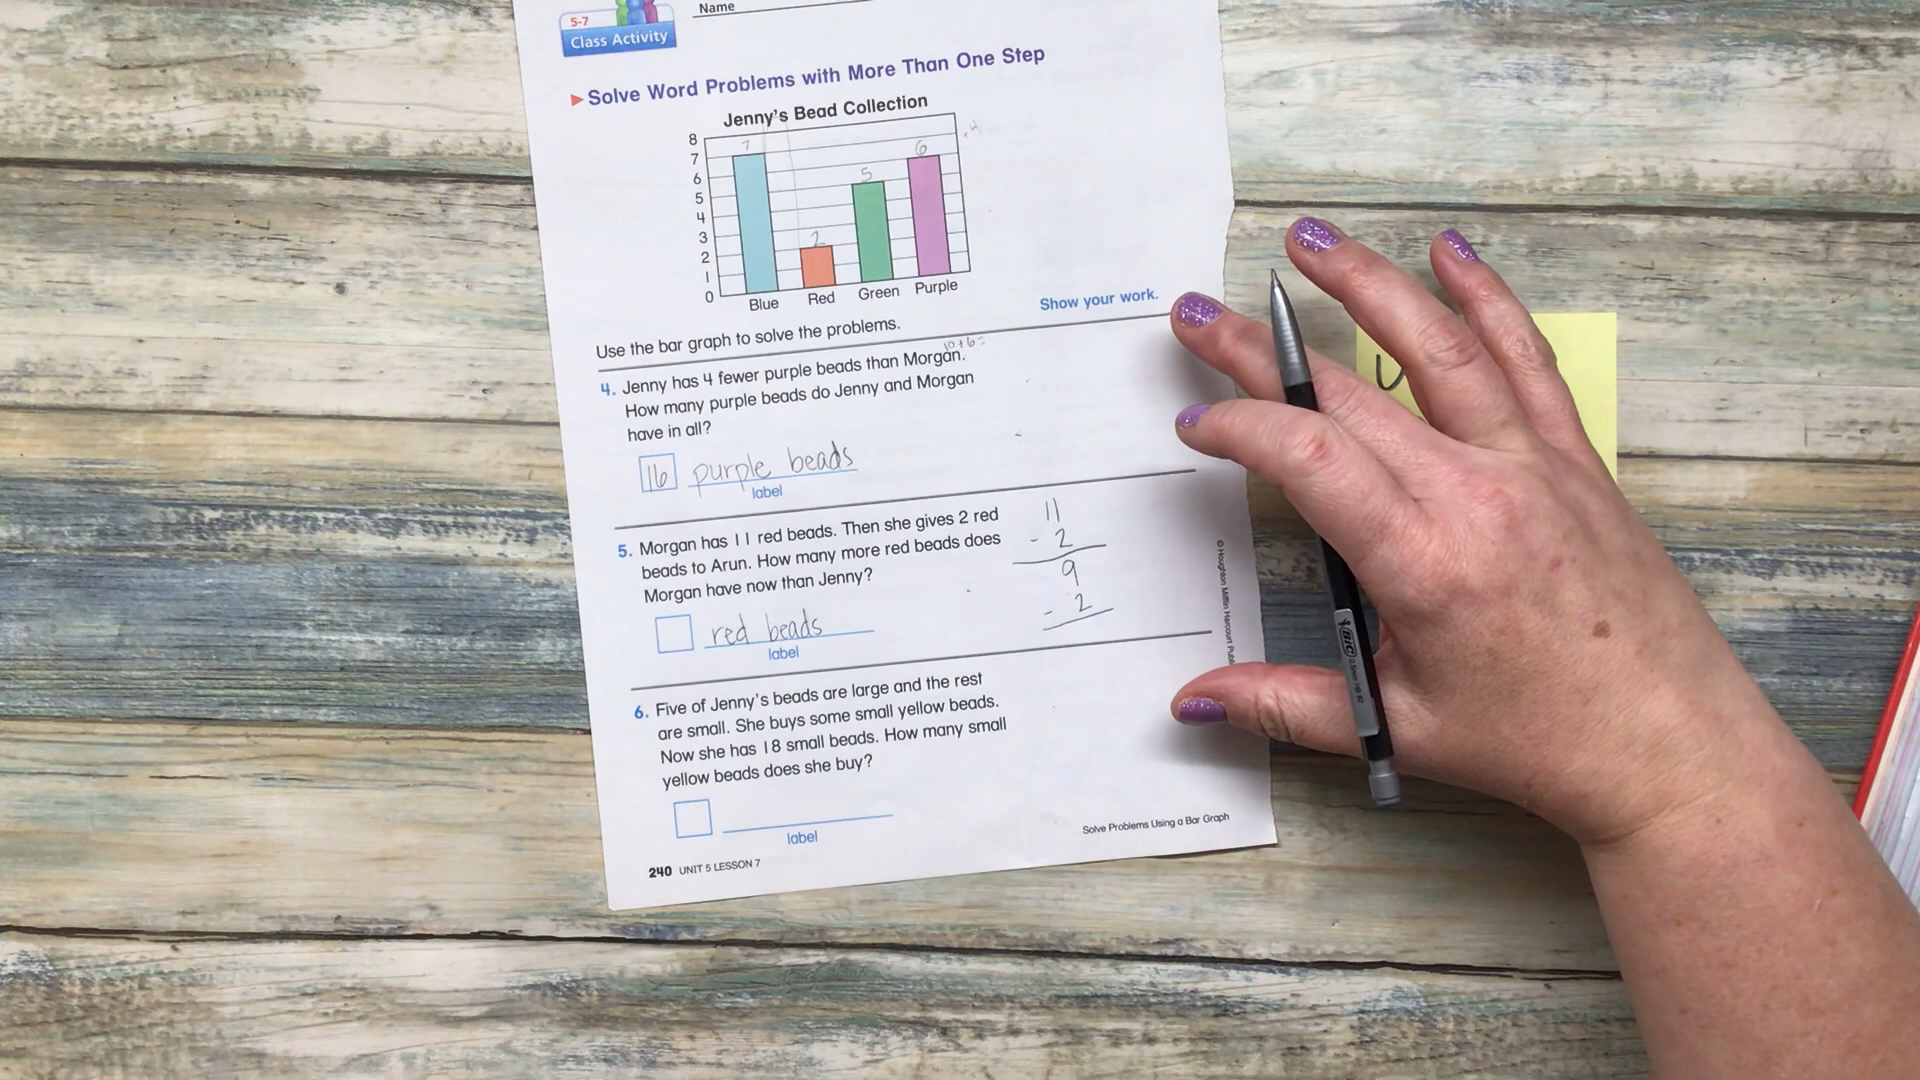 5-7
Class Activity
Name
Solve Word Problems with More Than One Step
Jenny's Bead Collection
8
7
6
5
4
3
2
1
0
7
2
5
6
+4
Blue Red Green Purple
Show your work.
Use the bar graph to solve the problems.
10+6=
4. Jenny has 4 fewer purple beads than Morgan.
How many purple beads do Jenny and Morgan
have in all?
16 purple beads
label
5. Morgan has 11 red beads. Then she gives 2 red
beads to Arun. How many more red beads does
Morgan have now than Jenny?
red beads
label
11
- 2
9
- 2
6. Five of Jenny's beads are large and the rest
are small. She buys some small yellow beads.
Now she has 18 small beads. How many small
yellow beads does she buy?
label
240 UNIT 5 LESSON 7
Solve Problems Using a Bar Graph
© Houghton Mifflin Harcourt
BIC